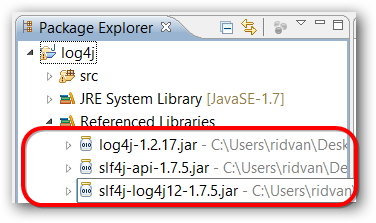 Package Explorer
log4j
src
JRE System Library [JavaSE-1.7]
Referenced Libraries
log4j-1.2.17.jar - C:\Users\ridvan\Desk
slf4j-api-1.7.5.jar - C:\Users\ridvan\De
slf4j-log4j12-1.7.5.jar - C:\Users\ridvan\